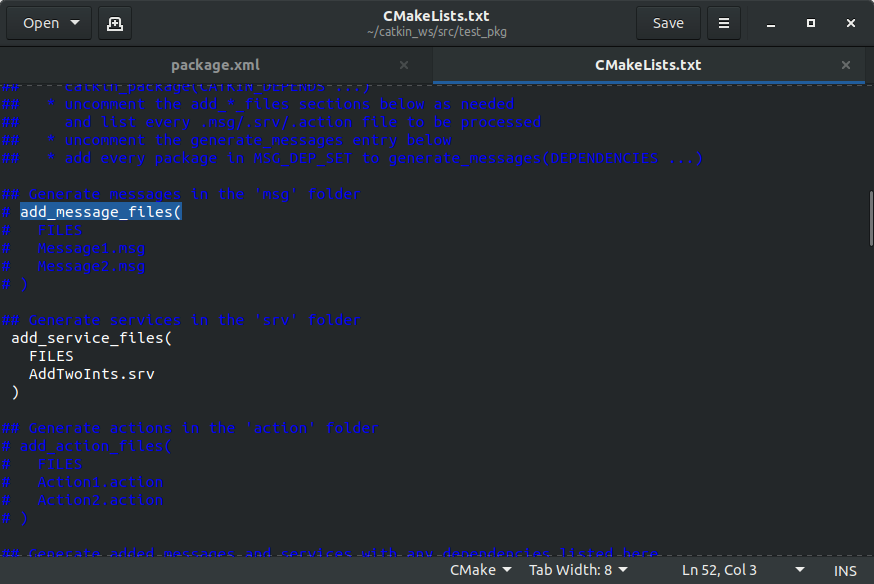 Open
CMakeLists.txt
~/catkin_ws/src/test_pkg
Save
package.xml
CMakeLists.txt
## catkin_package(CATKIN_DEPENDS ...)
## * uncomment the add_*_files sections below as needed
## and list every .msg/.srv/.action file to be processed
## * uncomment the generate_messages entry below
## * add every package in MSG_DEP_SET to generate_messages(DEPENDENCIES ...)
## Generate messages in the 'msg' folder
# add_message_files(
#   FILES
#   Message1.msg
#   Message2.msg
# )
## Generate services in the 'srv' folder
add_service_files(
  FILES
  AddTwoInts.srv
)
## Generate actions in the 'action' folder
# add_action_files(
#   FILES
#   Action1.action
#   Action2.action
# )
## Generate added messages and services with any dependencies listed here
CMake
Tab Width: 8
Ln 52, Col 3
INS